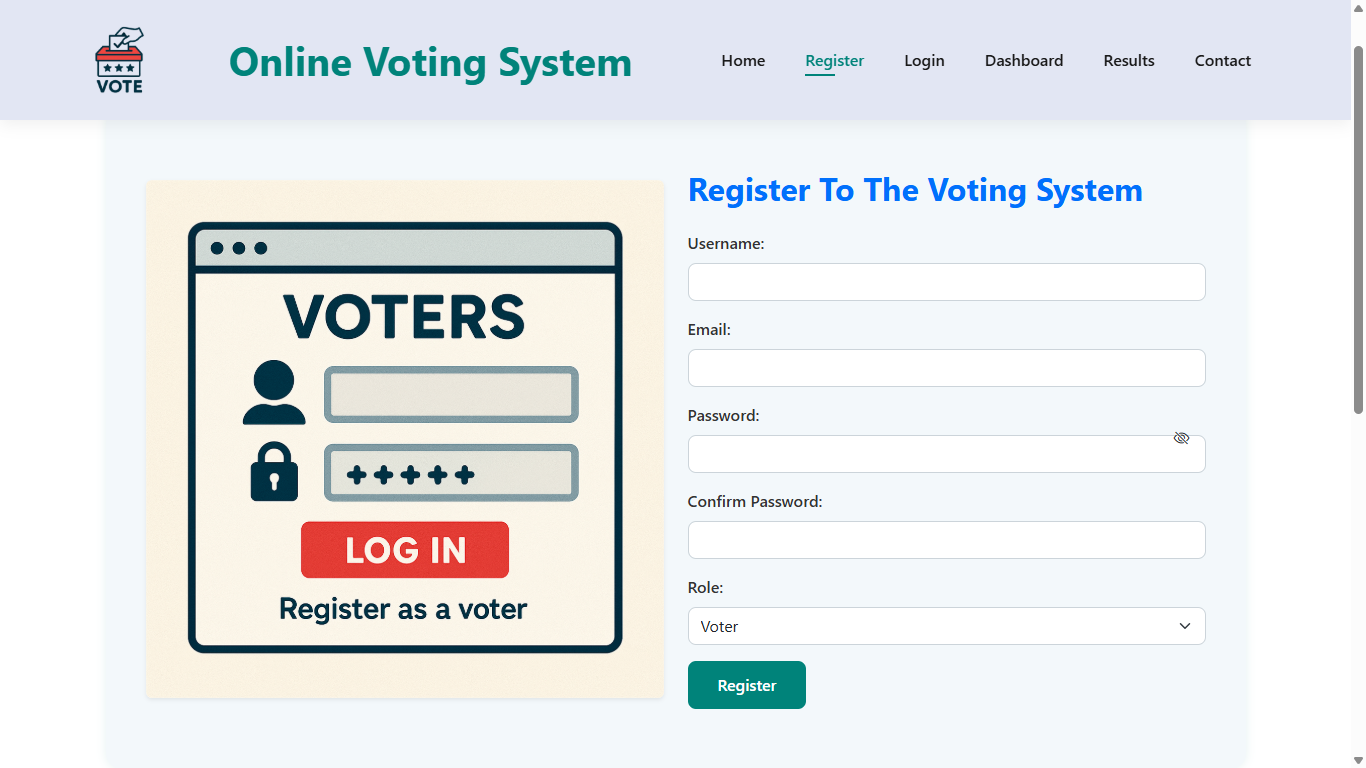 VOTE
Online Voting System
Home Register Login Dashboard Results Contact
VOTERS
LOG IN
Register as a voter
Register To The Voting System
Username:
Email:
Password:
Confirm Password:
Role:
Voter
Register